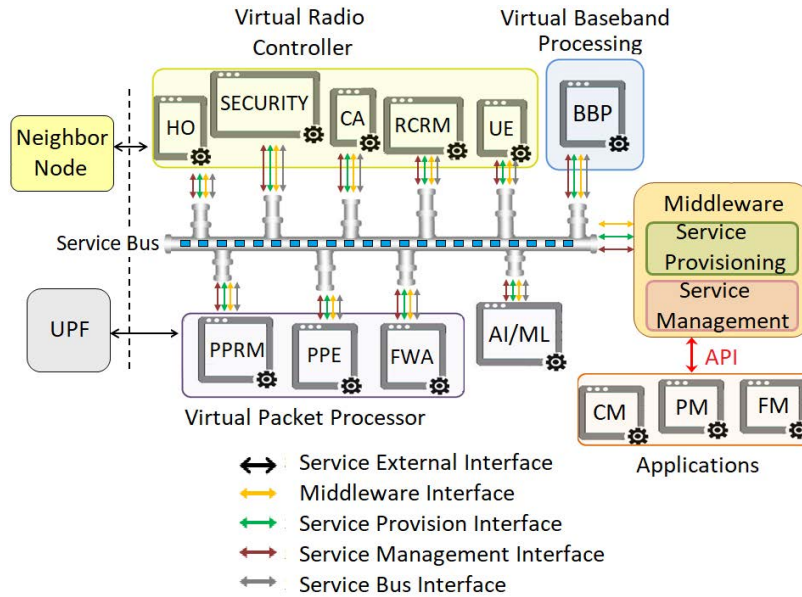 Virtual Radio
Controller
Virtual Baseband
Processing
HO
SECURITY
CA
RCRM
UE
BBP
Neighbor
Node
Service Bus
Middleware
Service
Provisioning
Service
Management
UPF
PPRM
PPE
FWA
AI/ML
API
Virtual Packet Processor
CM
PM
FM
Applications
Service External Interface
Middleware Interface
Service Provision Interface
Service Management Interface
Service Bus Interface